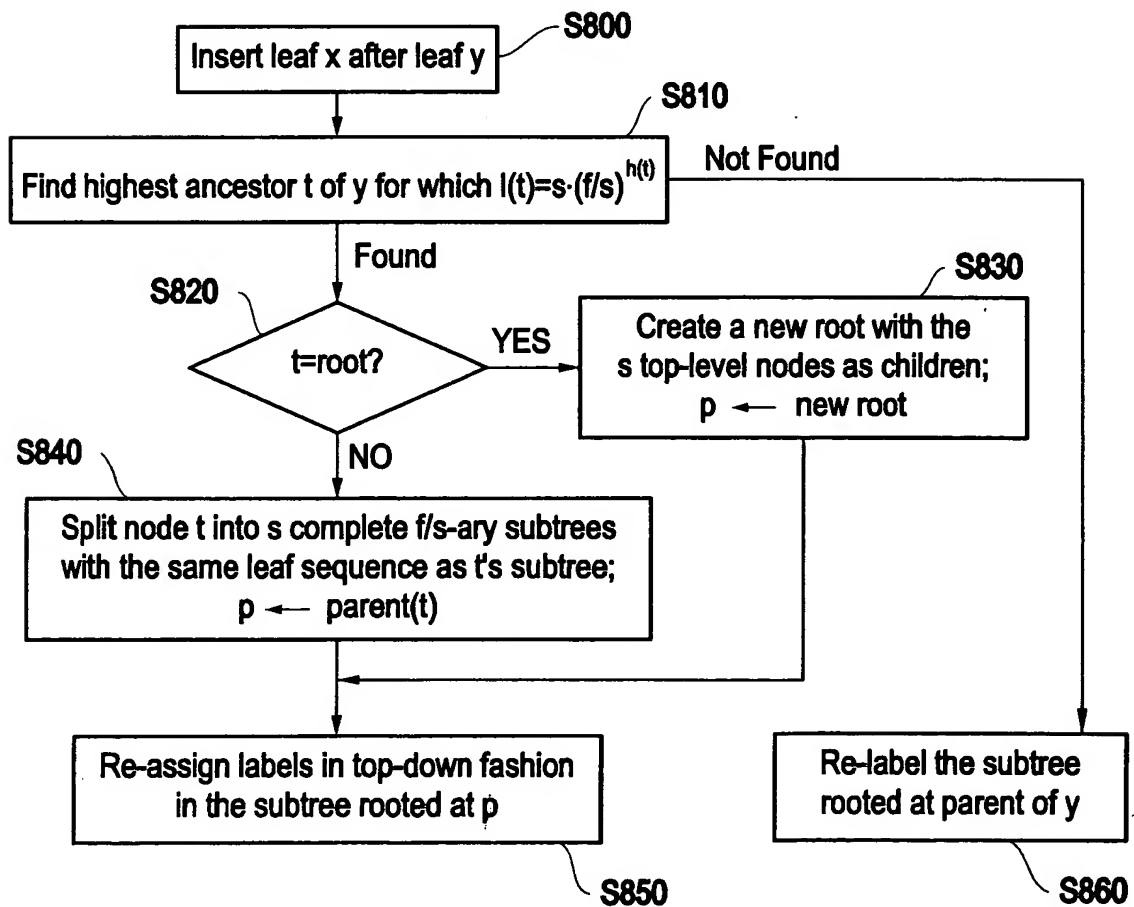 S800
Insert leaf x after leaf y
S810
Find highest ancestor t of y for which l(t)=s·(f/s)^h(t)
Not Found
Found
S820
t=root?
YES
S830
Create a new root with the
s top-level nodes as children;
p ← new root
NO
S840
Split node t into s complete f/s-ary subtrees
with the same leaf sequence as t's subtree;
p ← parent(t)
Re-assign labels in top-down fashion
in the subtree rooted at p
S850
Re-label the subtree
rooted at parent of y
S860